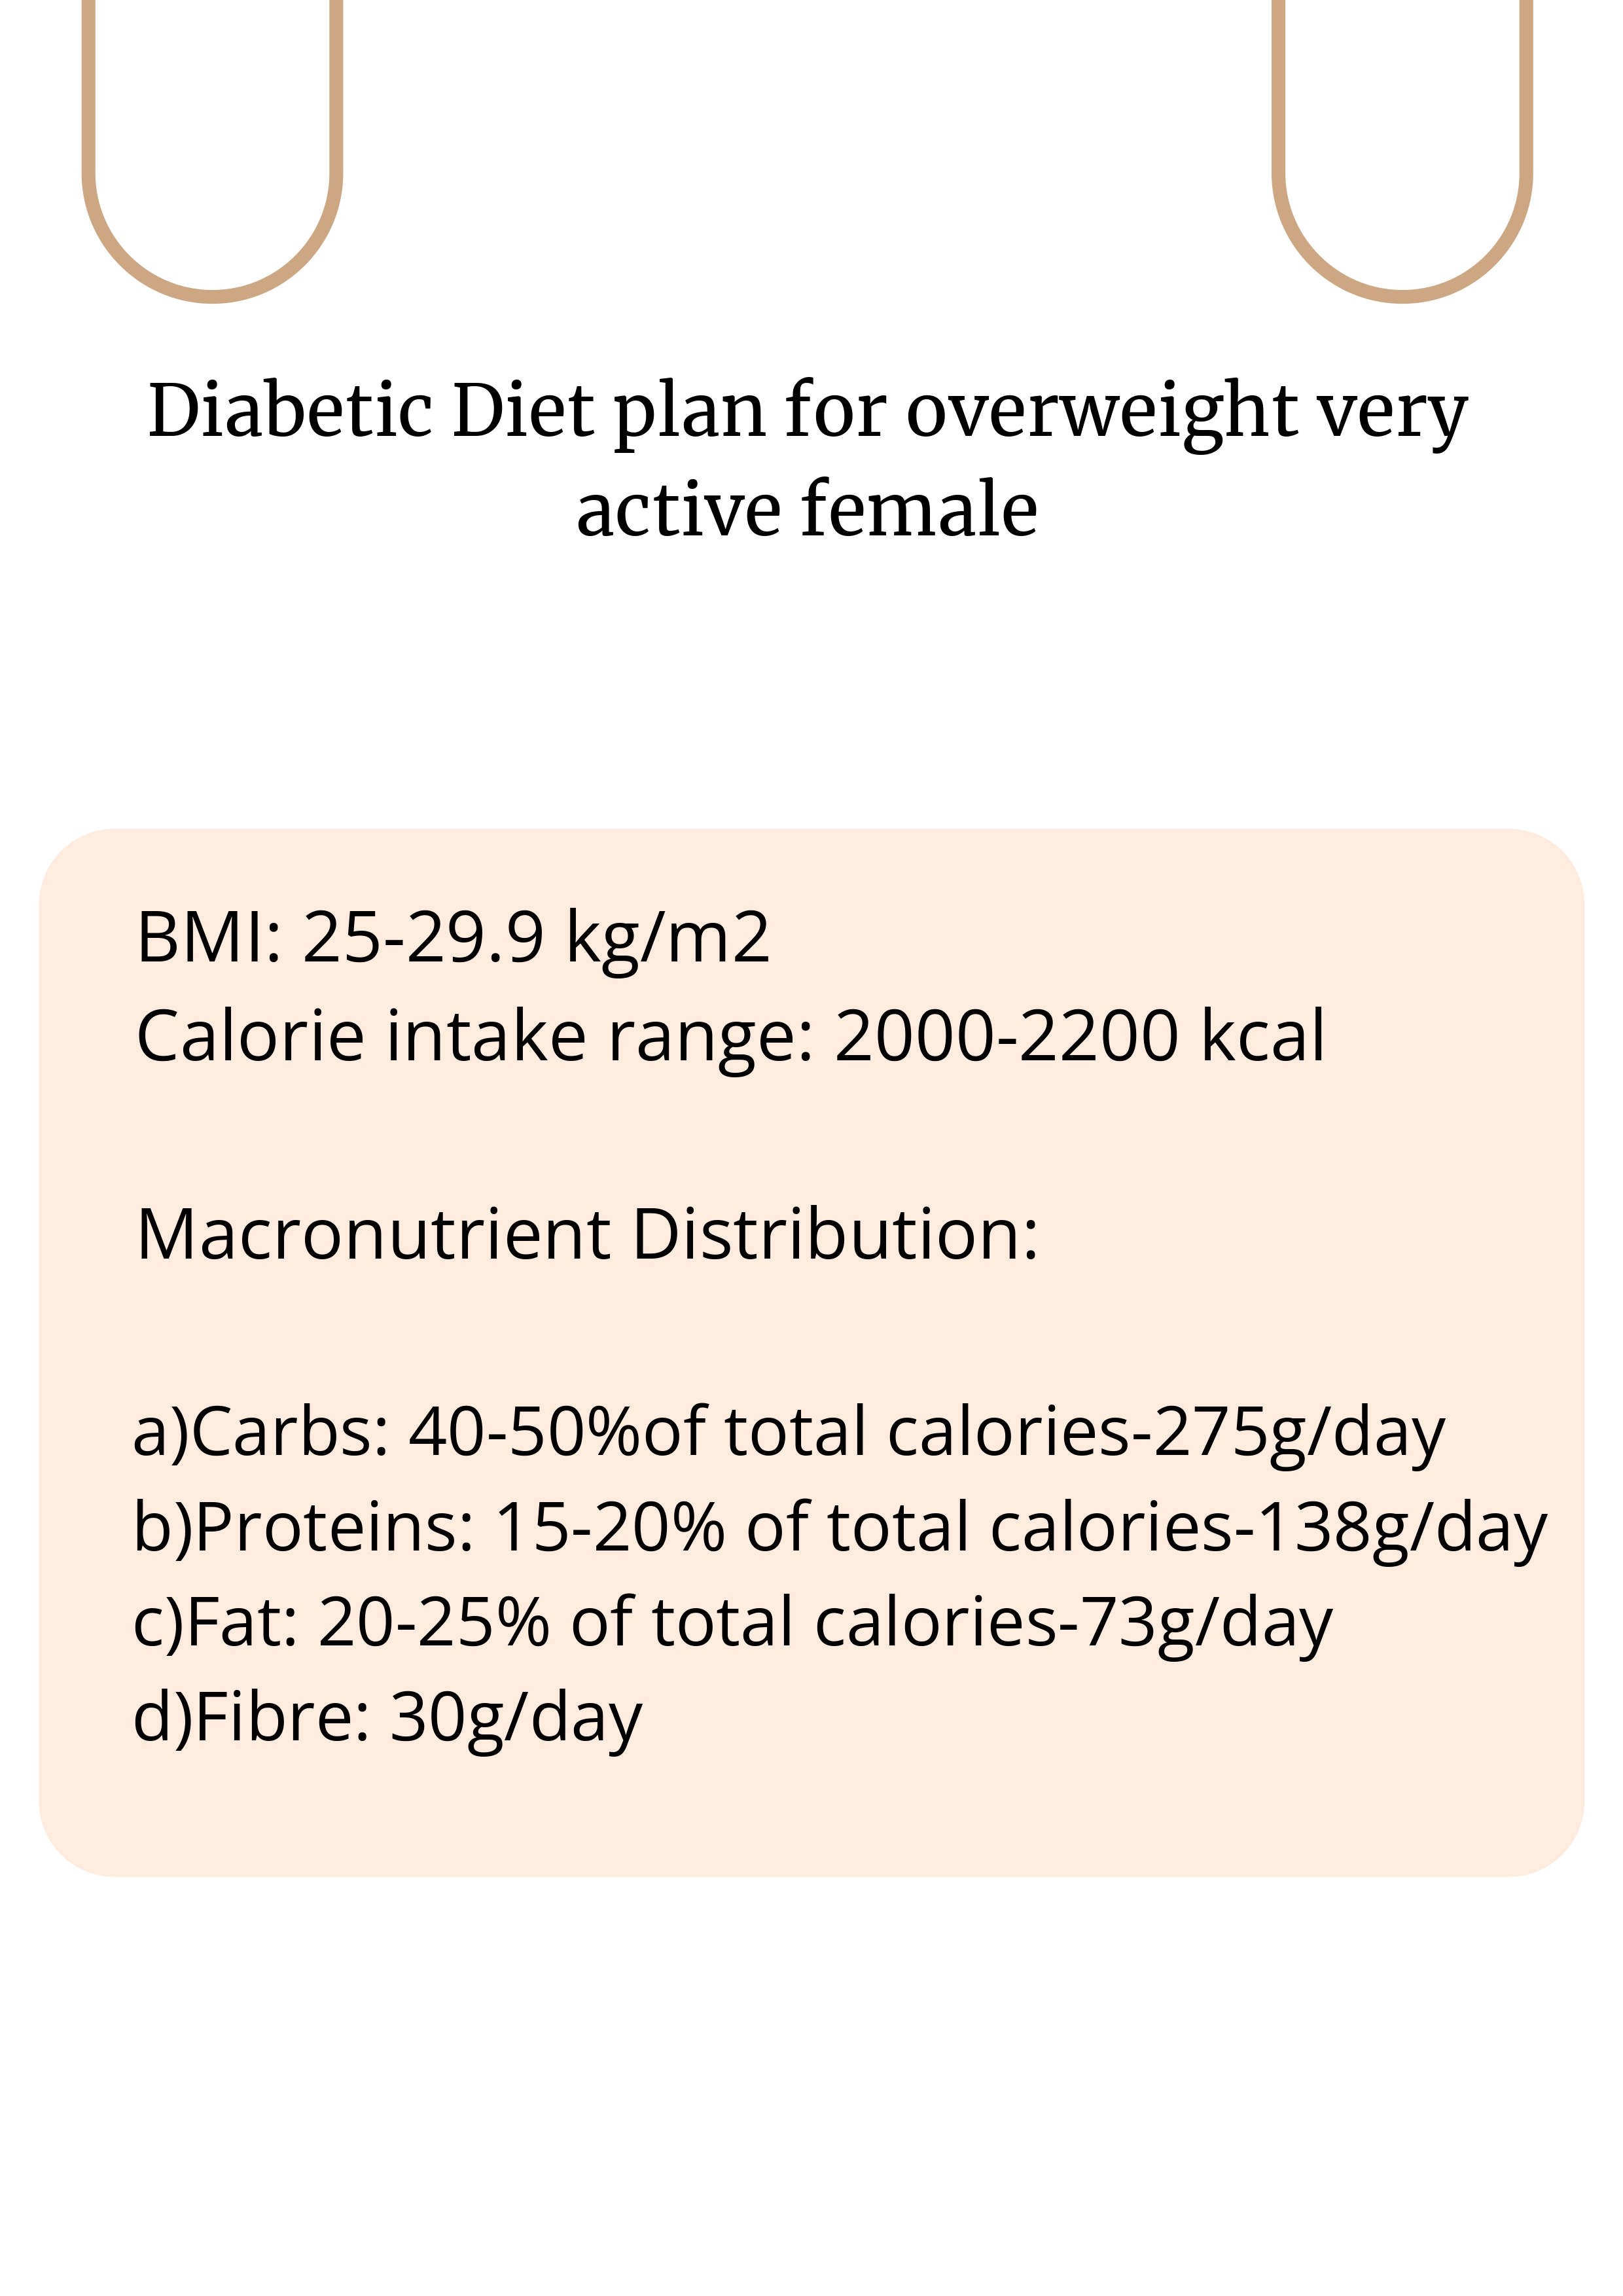 Diabetic Diet plan for overweight very
active female
BMI: 25-29.9 kg/m2
Calorie intake range: 2000-2200 kcal
Macronutrient Distribution:
a)Carbs: 40-50%of total calories-275g/day
b)Proteins: 15-20% of total calories-138g/day
c)Fat: 20-25% of total calories-73g/day
d)Fibre: 30g/day